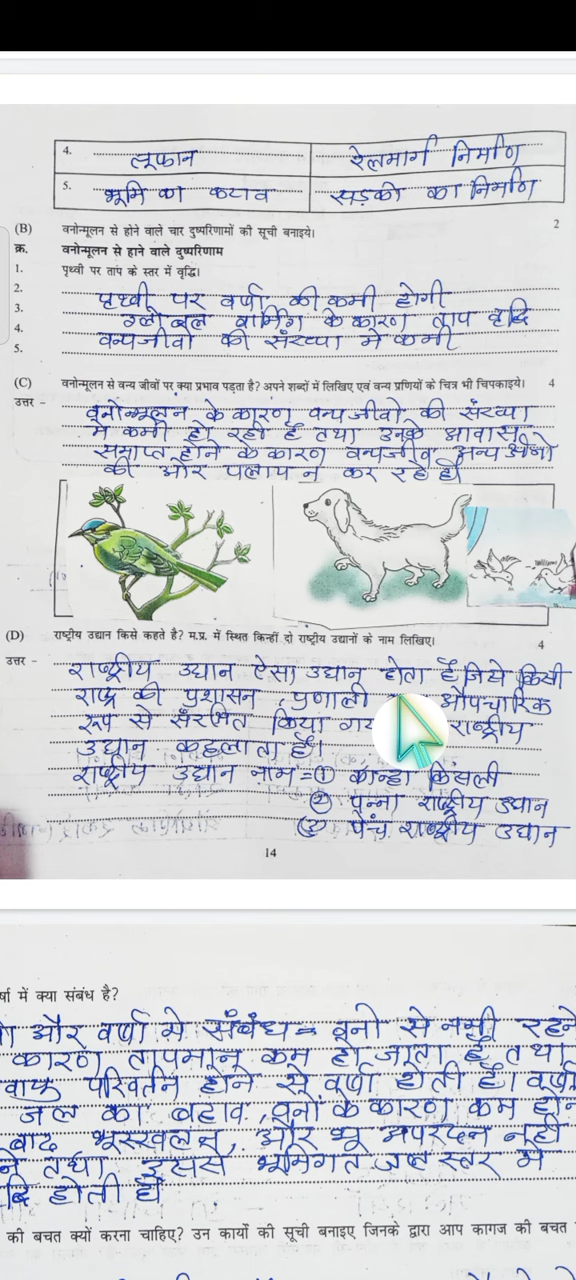 4. तूफान रेलमार्ग निर्माण
5. भूमि का कटाव सड़को का निर्माण
(B) वनोन्मूलन से होने वाले चार दुष्परिणामों की सूची बनाइये। 2
क्र. वनोन्मूलन से होने वाले दुष्परिणाम
1. पृथ्वी पर ताप के स्तर में वृद्धि।
2. पृथ्वी पर वर्षा की कमी होगी
3. ग्लोबल वार्मिंग के कारण ताप वृद्धि
4. वन्यजीवो की संख्या मे कमी
5.
(C) वनोन्मूलन से वन्य जीवों पर क्या प्रभाव पड़ता है? अपने शब्दों में लिखिए एवं वन्य प्रणियों के चित्र भी चिपकाइये। 4
उत्तर - वनोन्मूलन के कारण वन्यजीवो की संख्या
मे कमी हो रही है तथा उनके आवास
समाप्त होने के कारण वन्यजीव अन्य
की ओर पलायन कर रहे है।
(D) राष्ट्रीय उद्यान किसे कहते है? म.प्र. में स्थित किन्हीं दो राष्ट्रीय उद्यानों के नाम लिखिए। 4
उत्तर - राष्ट्रीय उद्यान ऐसा उद्यान होता है जिसे किसी
राष्ट्र की प्रशासन प्रणाली औपचारिक
रूप से संरक्षित किया राष्ट्रीय
उद्यान कहलाता है।
राष्ट्रीय उद्यान नाम = ① कान्हा किसली
② पन्ना राष्ट्रीय उद्यान
③ पेंच राष्ट्रीय उद्यान
14
में क्या संबंध है?
और वर्षा मे संबंध = वनो से नमी रहने
कारण तापमान कम हो जाता है तथा
वायु परिवर्तन होने से वर्षा होती है। वर्षा
जल का बहाव, वनों के कारण कम
बाढ़ भूस्खलन, और भू अपरदन नही
तथा इससे भूमिगत जल स्तर मे
होती है
की बचत क्यों करना चाहिए? उन कार्यो की सूची बनाइए जिनके द्वारा आप कागज की बचत